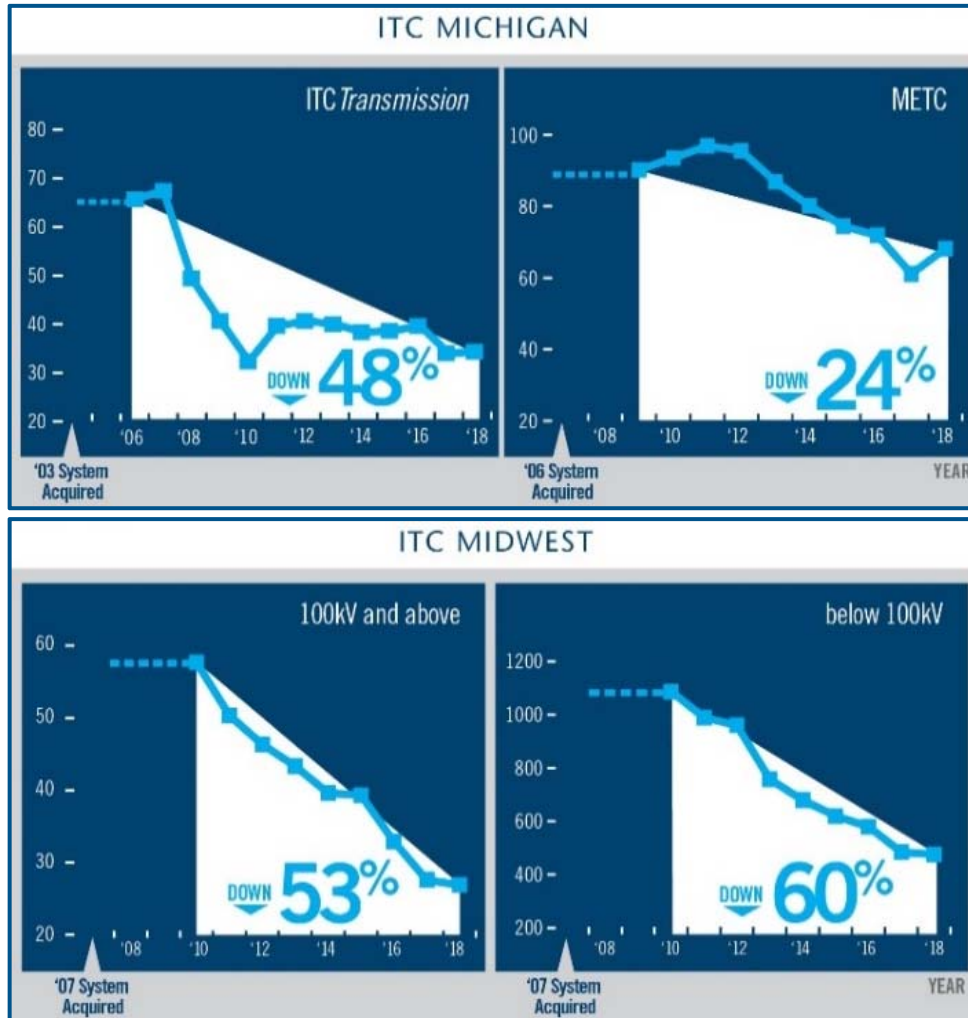 ITC MICHIGAN
ITC Transmission
80
70
60
50
40
30
20
DOWN 48%
'06 '08 '10 '12 '14 '16 '18
'03 System
Acquired
METC
100
80
60
40
20
DOWN 24%
'08 '10 '12 '14 '16 '18
'06 System
Acquired
YEAR
ITC MIDWEST
100kV and above
60
50
40
30
20
DOWN 53%
'08 '10 '12 '14 '16 '18
'07 System
Acquired
below 100kV
1200
1000
800
600
400
200
DOWN 60%
'08 '10 '12 '14 '16 '18
'07 System
Acquired
YEAR